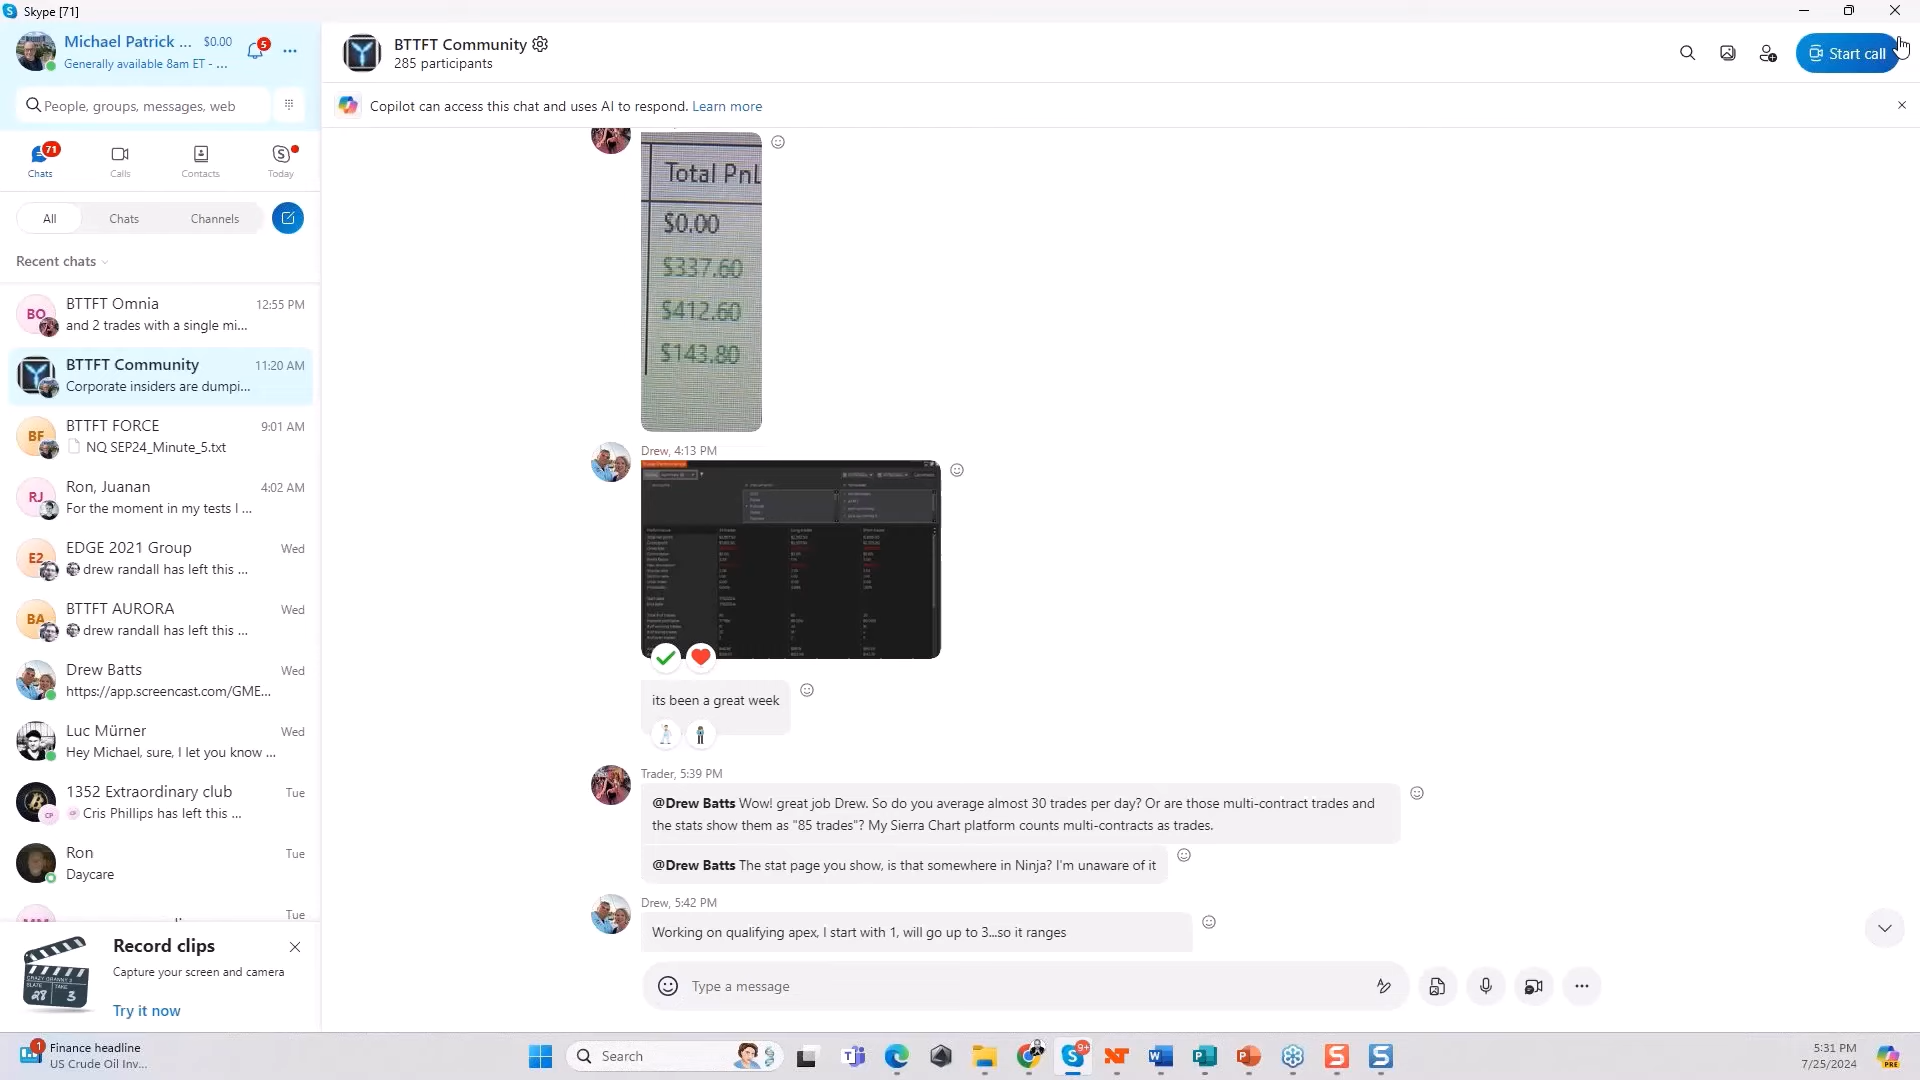 Skype [71]
Michael Patrick ...
$0.00
5
Generally available 8am ET - ...
People, groups, messages, web
71
Chats
Calls
Contacts
Today
All
Chats
Channels
Recent chats
BO
BTTFT Omnia
12:55 PM
and 2 trades with a single mi...
BTTFT Community
11:20 AM
Corporate insiders are dumpi...
BF
BTTFT FORCE
9:01 AM
NQ SEP24_Minute_5.txt
RJ
Ron, Juanan
4:02 AM
For the moment in my tests I ...
E2
EDGE 2021 Group
Wed
drew randall has left this ...
BA
BTTFT AURORA
Wed
drew randall has left this ...
Drew Batts
Wed
https://app.screencast.com/GME...
Luc Mürner
Wed
Hey Michael, sure, I let you know ...
1352 Extraordinary club
Tue
CP
CP
Cris Phillips has left this ...
Ron
Tue
Daycare
Tue
Record clips
Capture your screen and camera
Try it now
BTTFT Community
285 participants
Start call
Copilot can access this chat and uses AI to respond. Learn more
Total PnL
$0.00
$337.60
$412.60
$143.80
Drew, 4:13 PM
its been a great week
Trader, 5:39 PM
@Drew Batts Wow! great job Drew. So do you average almost 30 trades per day? Or are those multi-contract trades and
the stats show them as "85 trades"? My Sierra Chart platform counts multi-contracts as trades.
@Drew Batts The stat page you show, is that somewhere in Ninja? I'm unaware of it
Drew, 5:42 PM
Working on qualifying apex, I start with 1, will go up to 3...so it ranges
Type a message
1
Finance headline
US Crude Oil Inv...
Search
9+
5:31 PM
7/25/2024